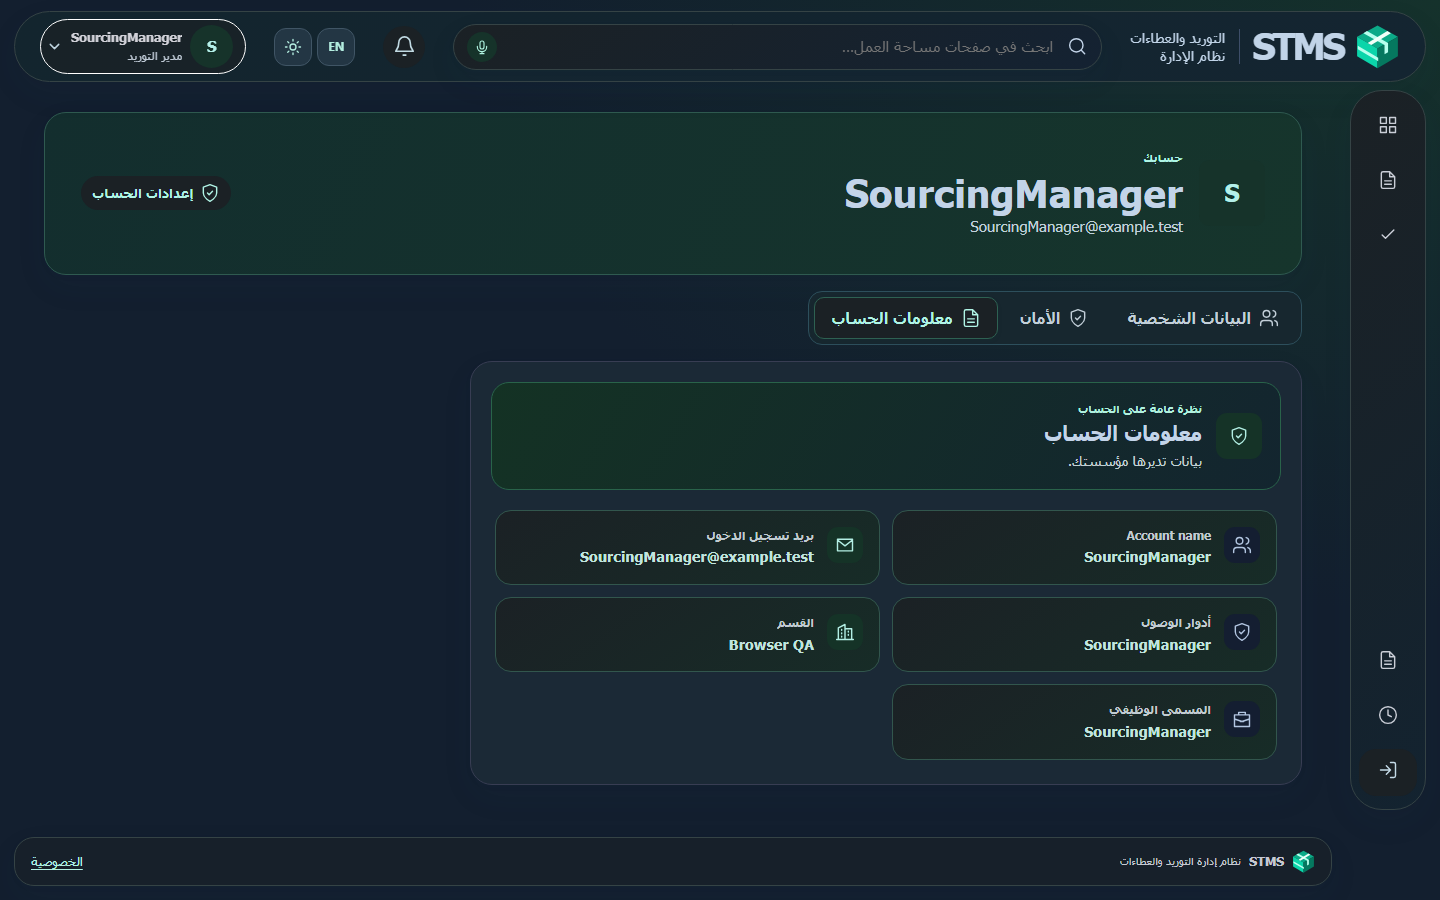 STMS
التوريد والعطاءات
نظام الإدارة
ابحث في صفحات مساحة العمل...
EN
S
SourcingManager
مدير التوريد
حسابك
S
SourcingManager
SourcingManager@example.test
إعدادات الحساب
البيانات الشخصية
الأمان
معلومات الحساب
نظرة عامة على الحساب
معلومات الحساب
بيانات تديرها مؤسستك.
Account name
SourcingManager
بريد تسجيل الدخول
SourcingManager@example.test
أدوار الوصول
SourcingManager
القسم
Browser QA
المسمى الوظيفي
SourcingManager
STMS نظام إدارة التوريد والعطاءات
الخصوصية